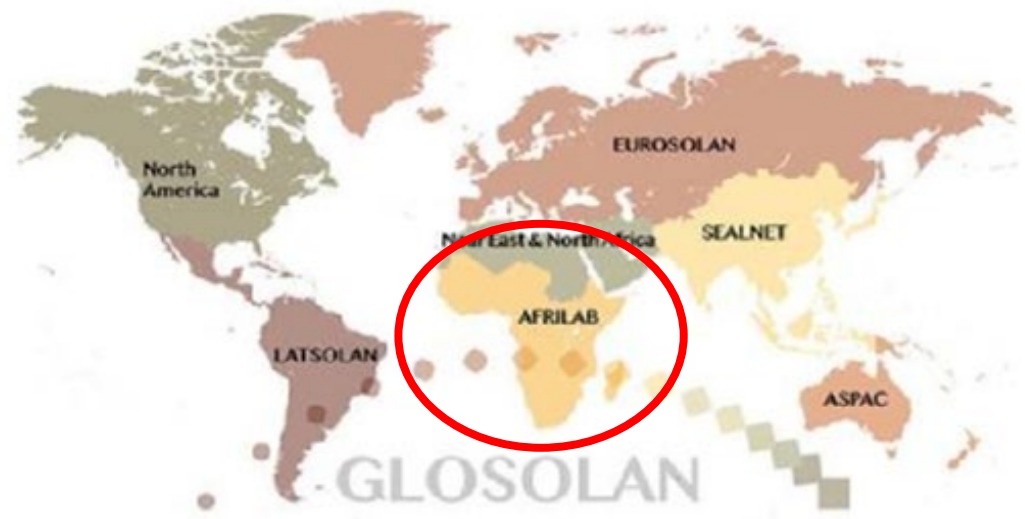 EUROSOLAN
North
America
SEALNET
Near East & North Africa
AFRILAB
LATSOLAN
ASPAC
GLOSOLAN